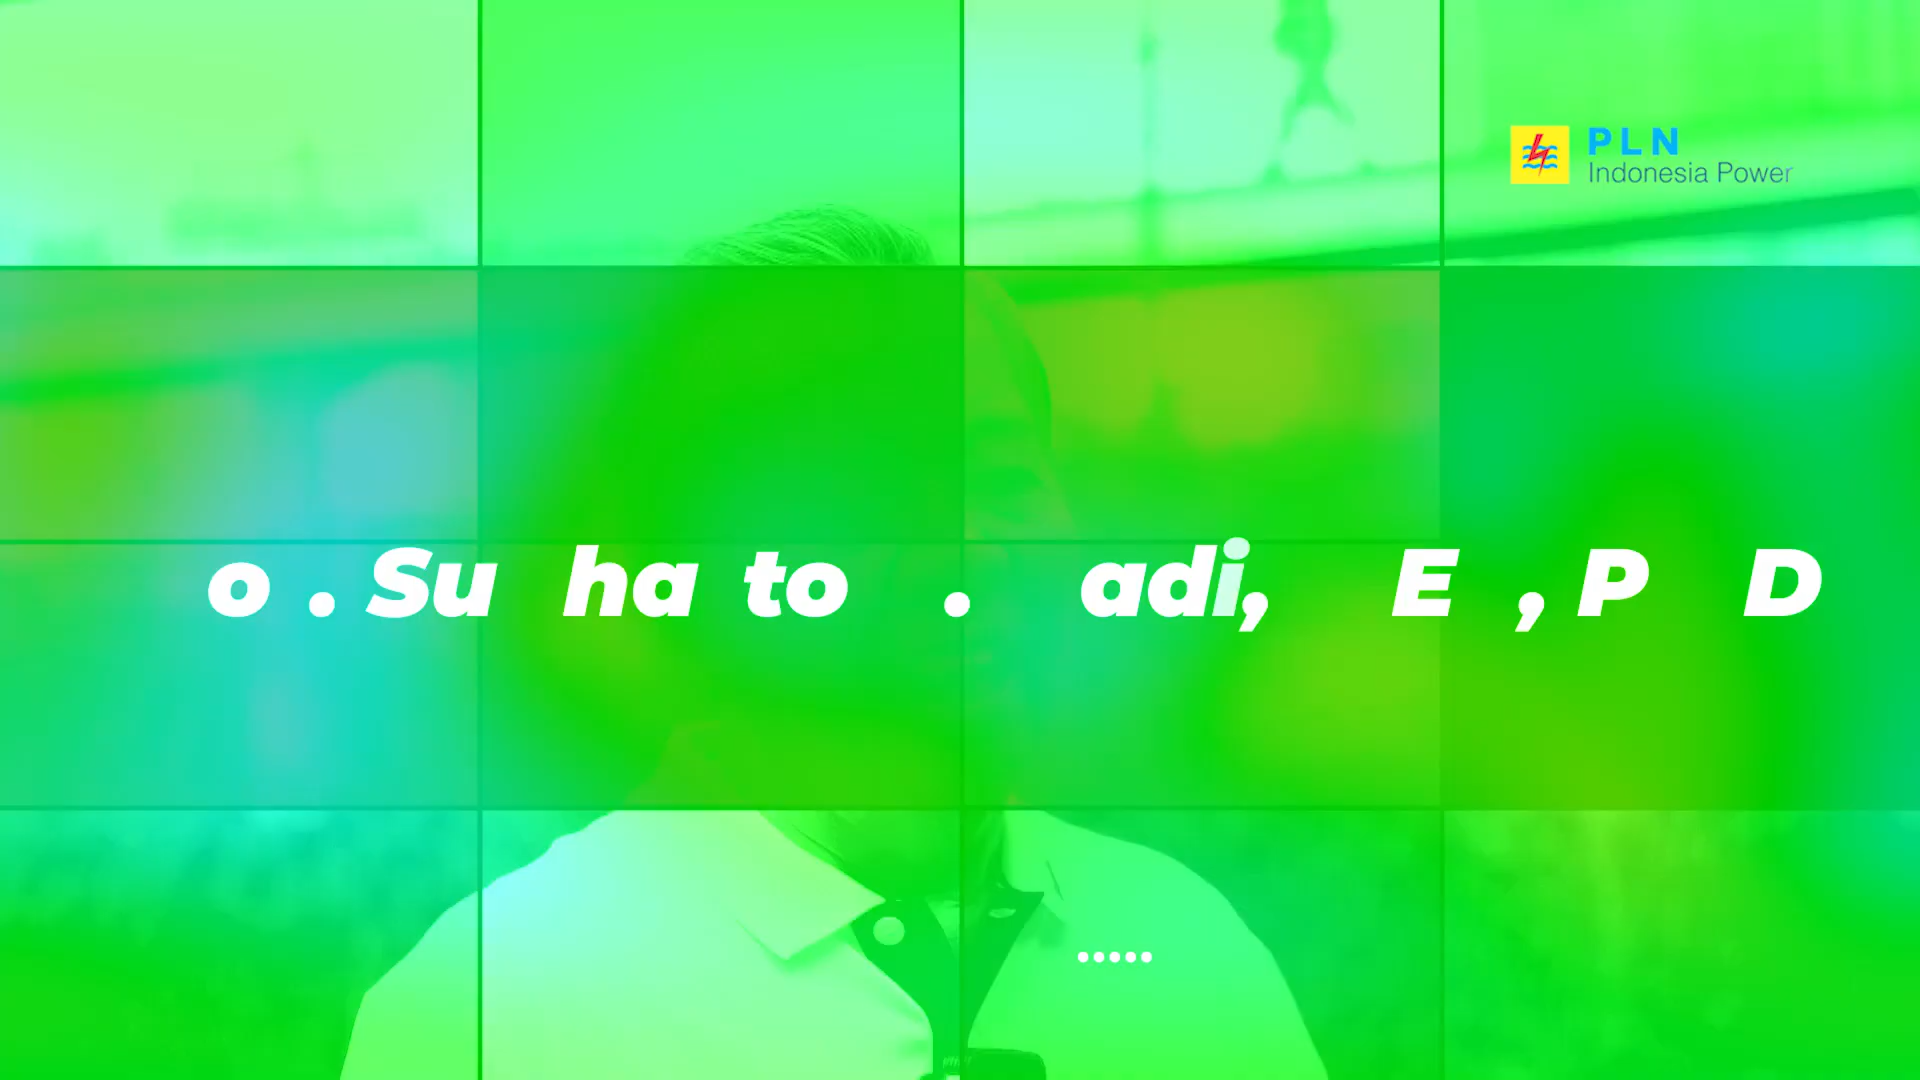 PLN
Indonesia Power
o . Su ha to . adi, E , P D